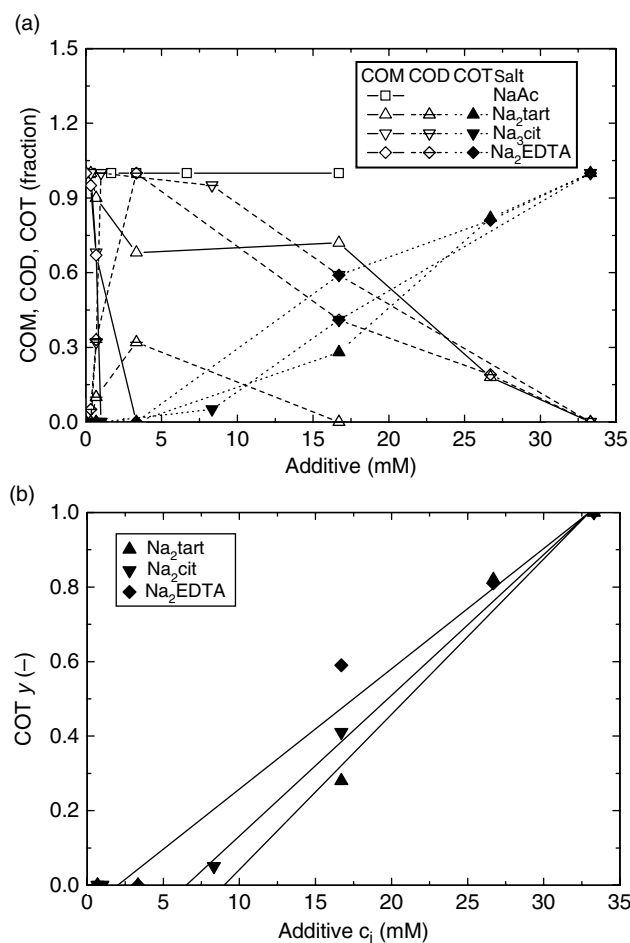 (a)
1.5
1.2
0.9
0.6
0.3
0.0
COM, COD, COT (fraction)
COM COD COT Salt
NaAc
Na2tart
Na3cit
Na2EDTA
0 5 10 15 20 25 30 35
Additive (mM)
(b)
1.0
0.8
0.6
0.4
0.2
0.0
COT y (–)
Na2tart
Na2cit
Na2EDTA
0 5 10 15 20 25 30 35
Additive ci (mM)